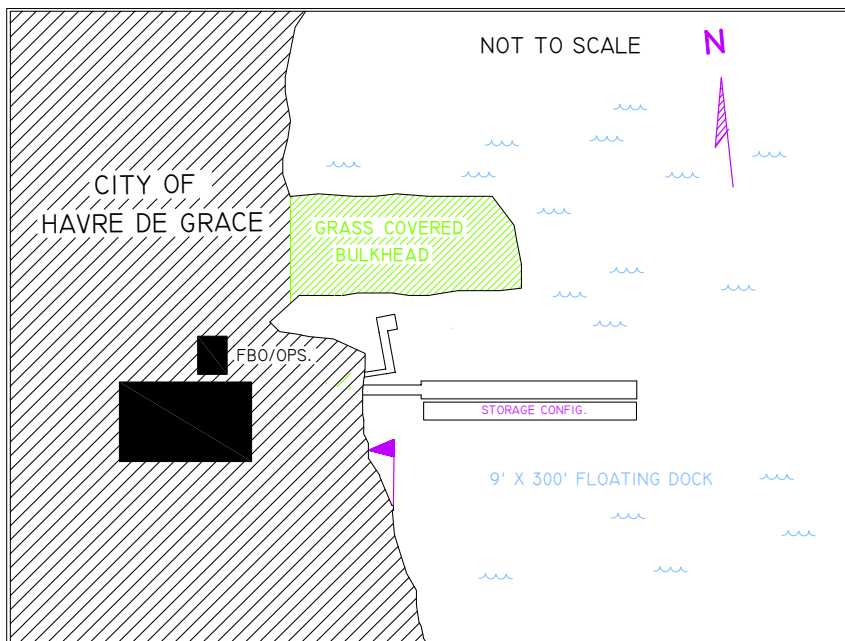 NOT TO SCALE
N
CITY OF
HAVRE DE GRACE
GRASS COVERED
BULKHEAD
FBO/OPS.
STORAGE CONFIG.
9' X 300' FLOATING DOCK